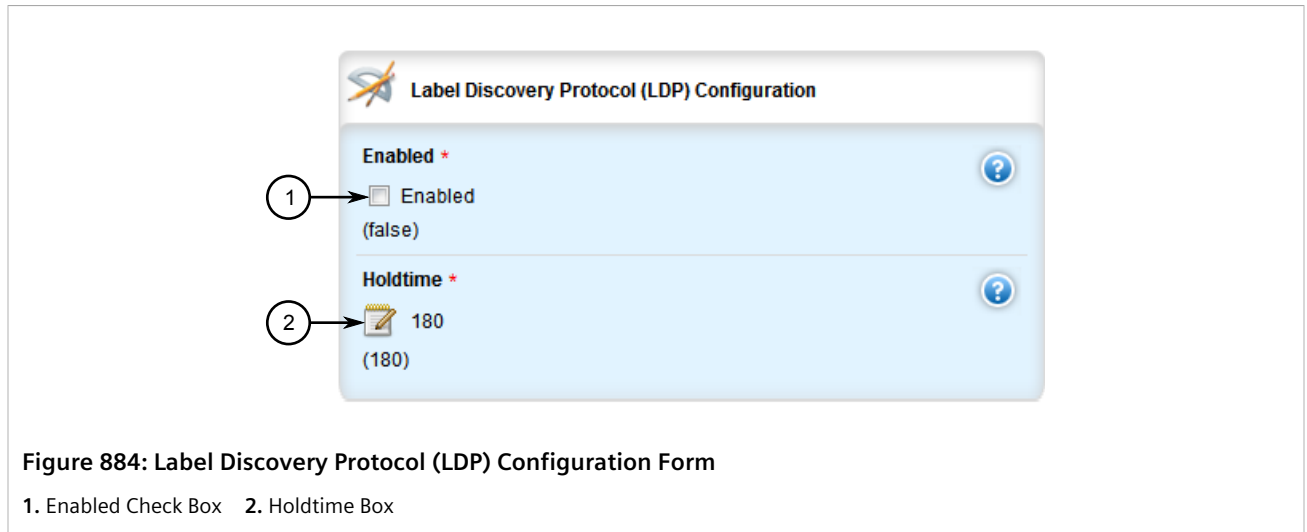 Label Discovery Protocol (LDP) Configuration
Enabled *
1
Enabled
(false)
Holdtime *
2
180
(180)
Figure 884: Label Discovery Protocol (LDP) Configuration Form
1. Enabled Check Box 2. Holdtime Box